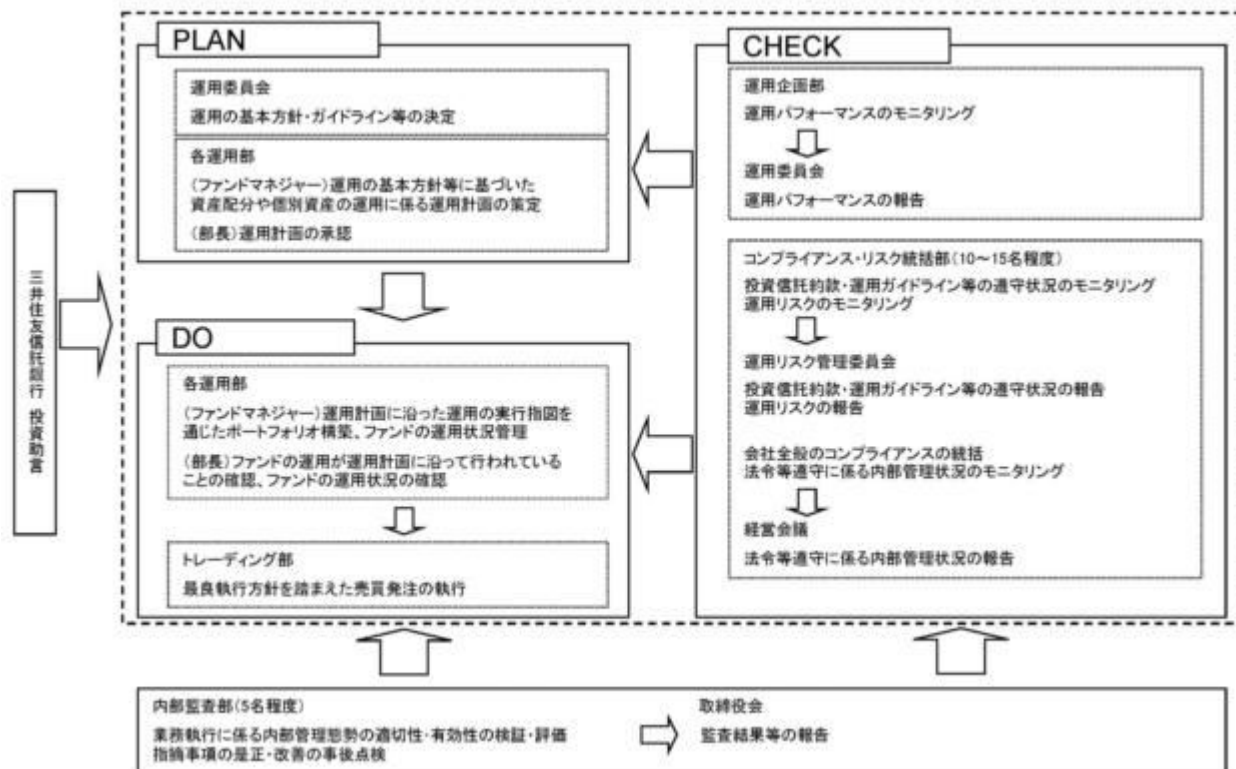 三井住友信託銀行 投資助言
PLAN
運用委員会
運用の基本方針・ガイドライン等の決定
各運用部
(ファンドマネジャー)運用の基本方針等に基づいた
資産配分や個別資産の運用に係る運用計画の策定
(部長)運用計画の承認
DO
各運用部
(ファンドマネジャー)運用計画に沿った運用の実行指図を
通じたポートフォリオ構築、ファンドの運用状況管理
(部長)ファンドの運用が運用計画に沿って行われている
ことの確認、ファンドの運用状況の確認
トレーディング部
最良執行方針を踏まえた売買発注の執行
CHECK
運用企画部
運用パフォーマンスのモニタリング
運用委員会
運用パフォーマンスの報告
コンプライアンス・リスク統括部(10～15名程度)
投資信託約款・運用ガイドライン等の遵守状況のモニタリング
運用リスクのモニタリング
運用リスク管理委員会
投資信託約款・運用ガイドライン等の遵守状況の報告
運用リスクの報告
会社全般のコンプライアンスの統括
法令等遵守に係る内部管理状況のモニタリング
経営会議
法令等遵守に係る内部管理状況の報告
内部監査部(5名程度)
業務執行に係る内部管理態勢の適切性・有効性の検証・評価
指摘事項の是正・改善の事後点検
取締役会
監査結果等の報告